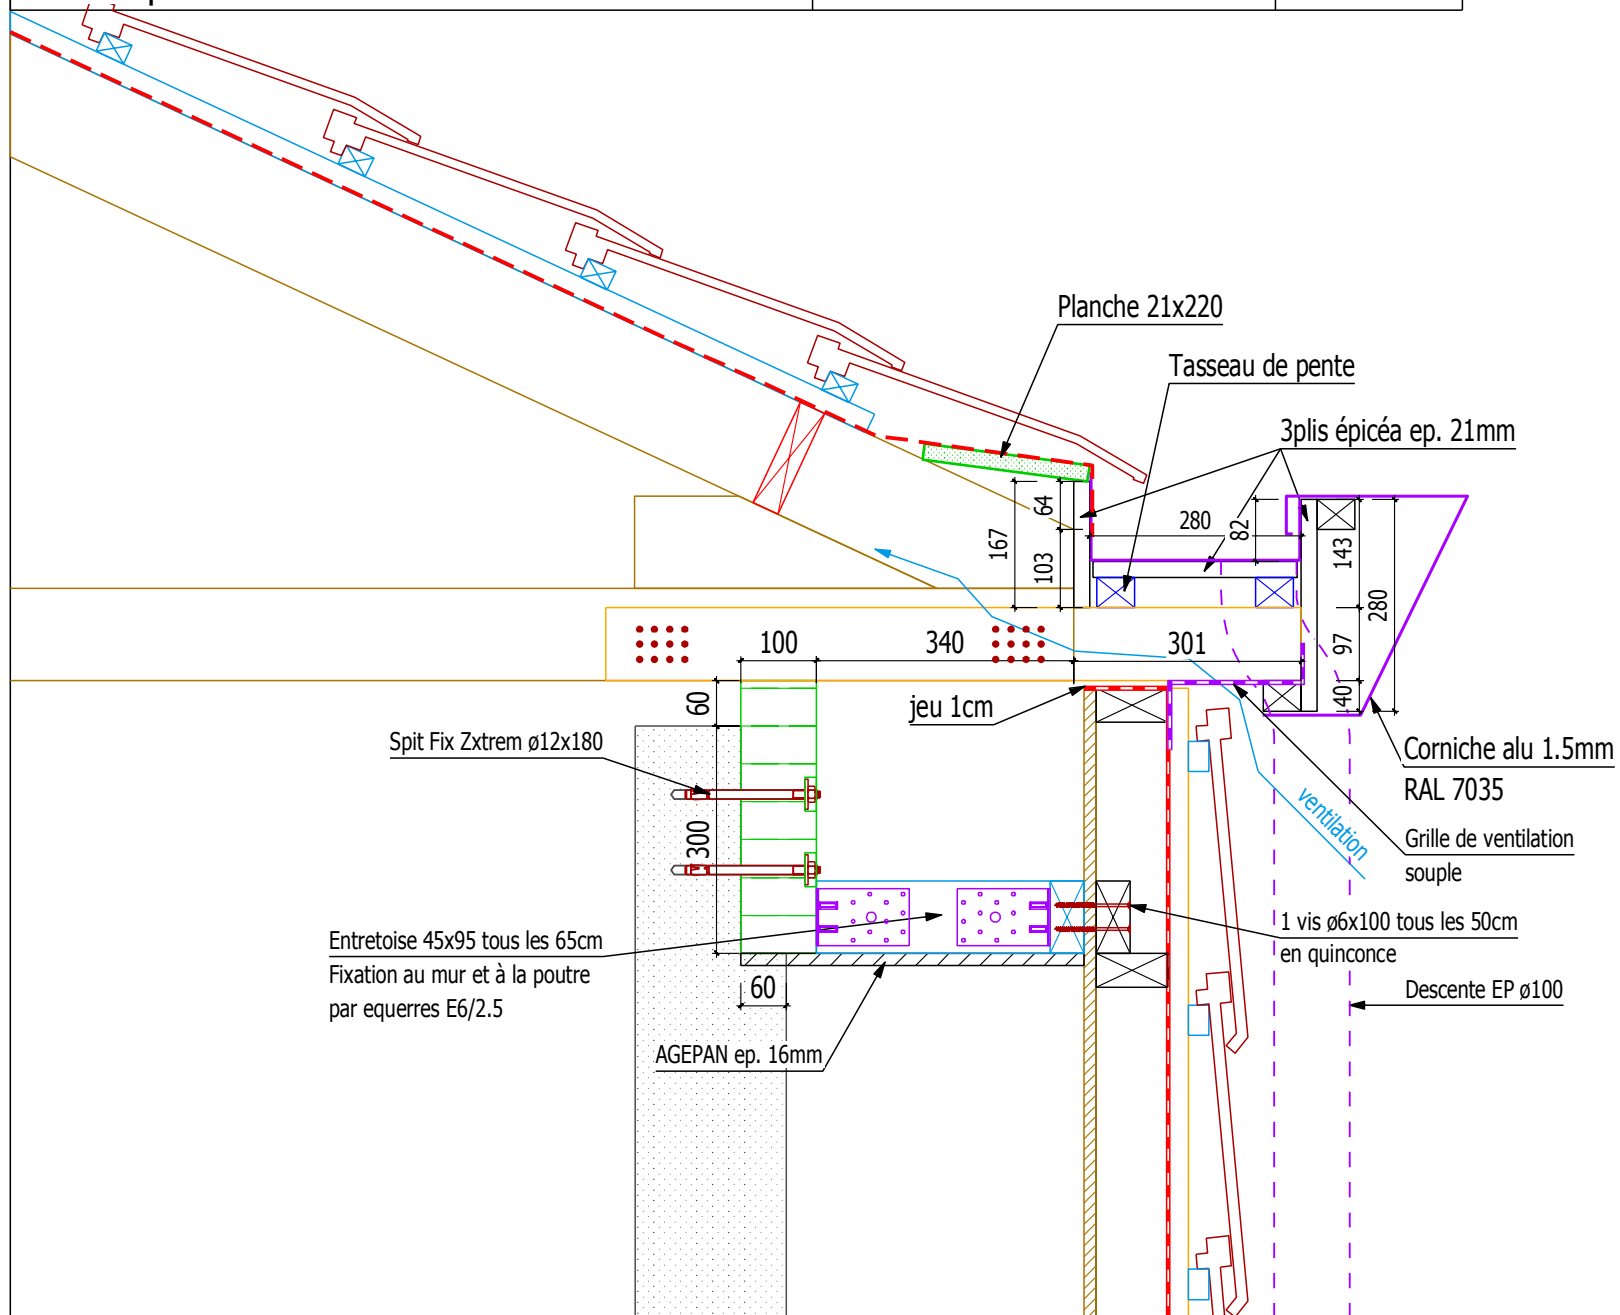 Planche 21x220
Tasseau de pente
3plis épicéa ep. 21mm
64
167
103
280
82
143
280
97
40
100
340
301
60
jeu 1cm
Spit Fix Zxtrem ø12x180
Corniche alu 1.5mm
RAL 7035
ventilation
Grille de ventilation
souple
300
1 vis ø6x100 tous les 50cm
en quinconce
Entretoise 45x95 tous les 65cm
Fixation au mur et à la poutre
par equerres E6/2.5
60
Descente EP ø100
AGEPAN ep. 16mm